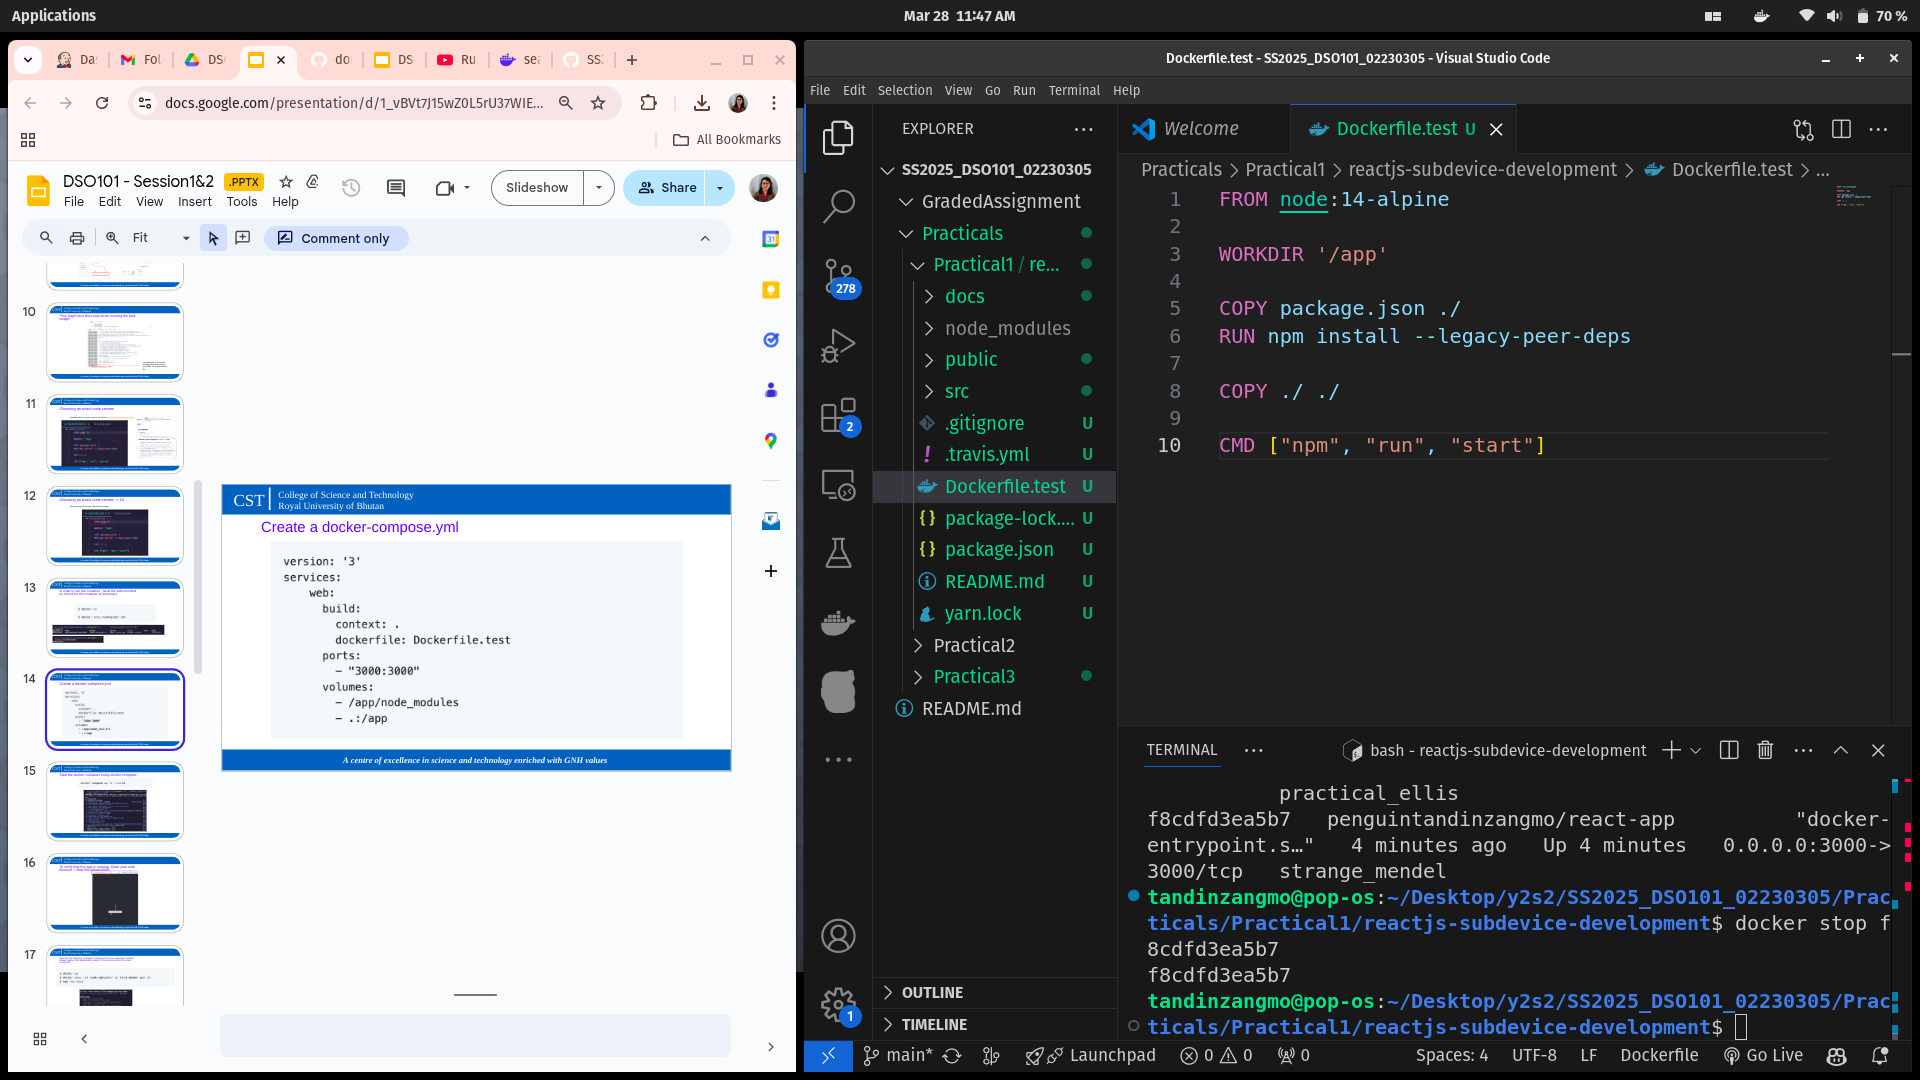 Applications
Mar 28 11:47 AM
70 %
Da:
Fol
DS
do
DS
Ru
sea
SS:
docs.google.com/presentation/d/1_vBVt7J15wZ0L5rU37WIE...
All Bookmarks
DSO101 - Session1&2 .PPTX
File Edit View Insert Tools Help
Slideshow
Share
Fit
Comment only
10
11
12
13
14
15
16
17
CST College of Science and Technology
Royal University of Bhutan
Create a docker-compose.yml
version: '3'
services:
web:
build:
context: .
dockerfile: Dockerfile.test
ports:
– "3000:3000"
volumes:
– /app/node_modules
– .:/app
A centre of excellence in science and technology enriched with GNH values
Dockerfile.test - SS2025_DSO101_02230305 - Visual Studio Code
File Edit Selection View Go Run Terminal Help
278
2
1
EXPLORER
SS2025_DSO101_02230305
GradedAssignment
Practicals
Practical1 / re...
docs
node_modules
public
src
.gitignore U
.travis.yml U
Dockerfile.test U
package-lock.... U
package.json U
README.md U
yarn.lock U
Practical2
Practical3
README.md
OUTLINE
TIMELINE
Welcome
Dockerfile.test U
Practicals > Practical1 > reactjs-subdevice-development > Dockerfile.test > ...
1 FROM node:14-alpine
2
3 WORKDIR '/app'
4
5 COPY package.json ./
6 RUN npm install --legacy-peer-deps
7
8 COPY ./ ./
9
10 CMD ["npm", "run", "start"]
TERMINAL
bash - reactjs-subdevice-development
practical_ellis
f8cdfd3ea5b7 penguintandinzangmo/react-app "docker-
entrypoint.s…" 4 minutes ago Up 4 minutes 0.0.0.0:3000->
3000/tcp strange_mendel
tandinzangmo@pop-os:~/Desktop/y2s2/SS2025_DSO101_02230305/Prac
ticals/Practical1/reactjs-subdevice-development$ docker stop f
8cdfd3ea5b7
f8cdfd3ea5b7
tandinzangmo@pop-os:~/Desktop/y2s2/SS2025_DSO101_02230305/Prac
ticals/Practical1/reactjs-subdevice-development$
main* Launchpad 0 0 0 Spaces: 4 UTF-8 LF Dockerfile Go Live